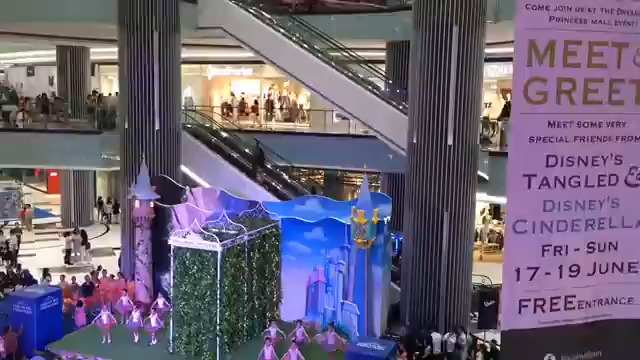 COME JOIN US AT THE DREAM
PRINCESS MALL EVENT!
MEET &
GREET
MEET SOME VERY
SPECIAL FRIENDS FROM
DISNEY'S
TANGLED &
DISNEY'S
CINDERELLA
FRI - SUN
17 - 19 JUNE
FREE ENTRANCE